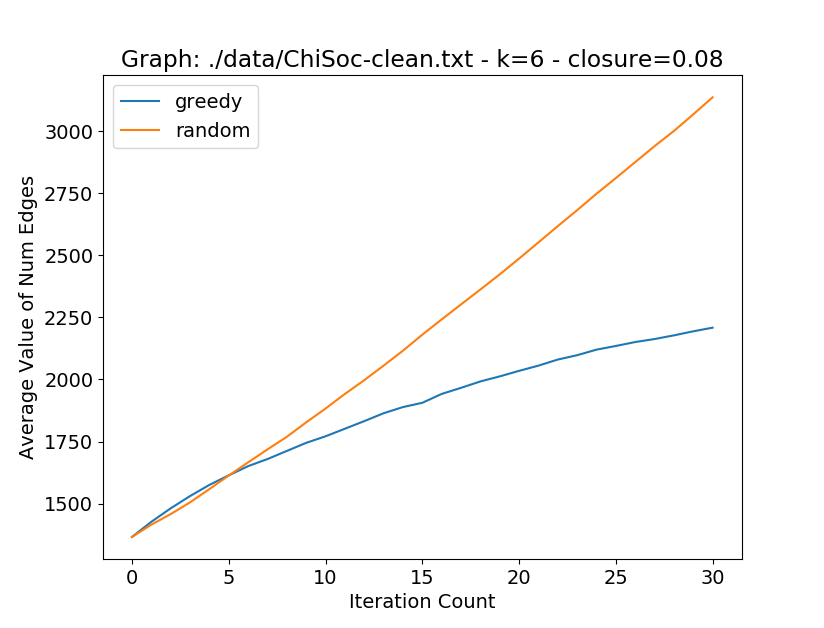 Graph: ./data/ChiSoc-clean.txt - k=6 - closure=0.08
greedy
random
3000
2750
2500
2250
2000
1750
1500
Average Value of Num Edges
0 5 10 15 20 25 30
Iteration Count